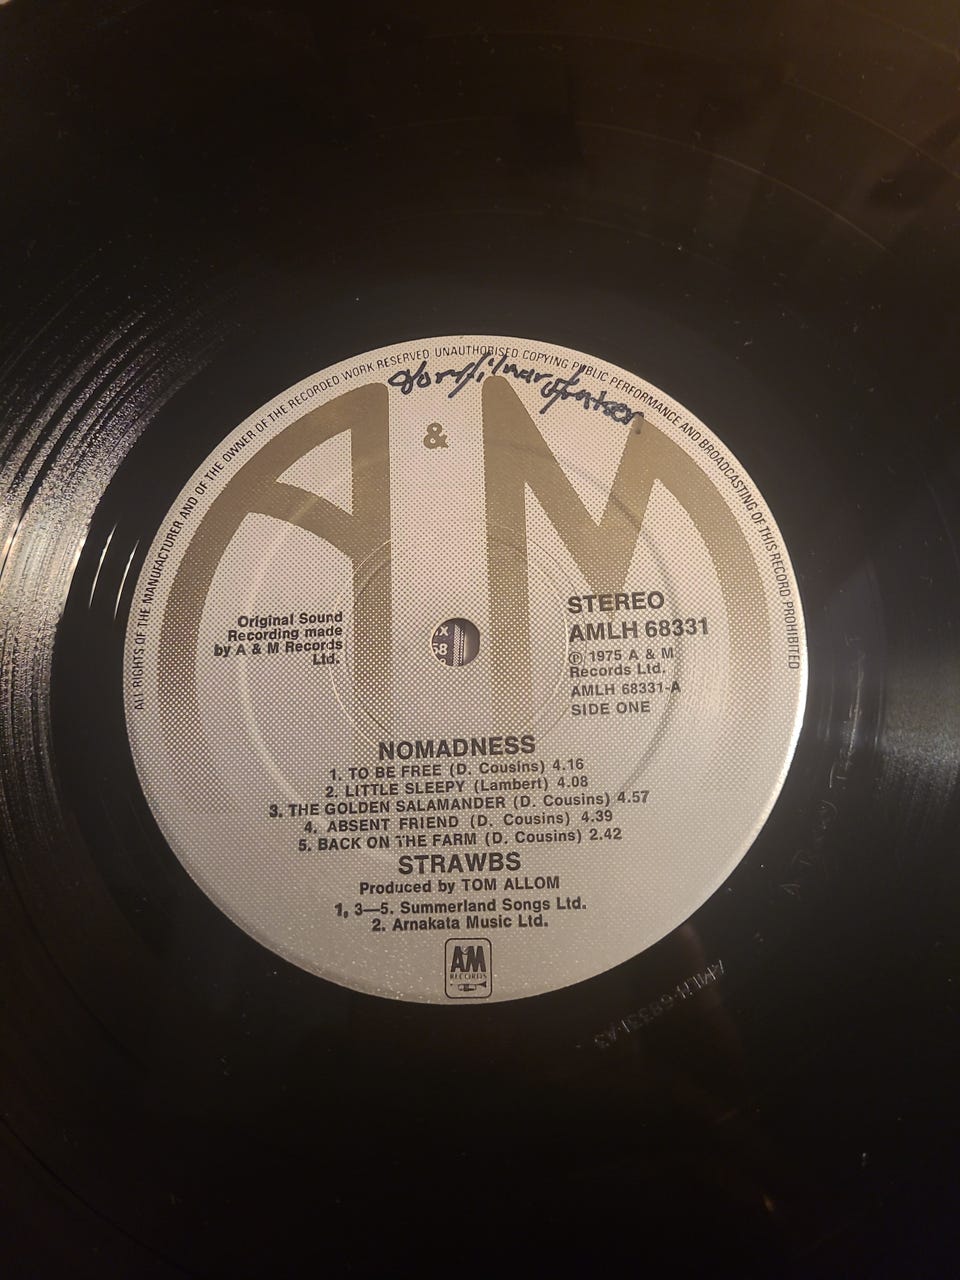 ALL RIGHTS OF THE MANUFACTURER AND OF THE OWNER OF THE RECORDED WORK RESERVED UNAUTHORISED COPYING PUBLIC PERFORMANCE AND BROADCASTING OF THIS RECORD PROHIBITED
A & M
Original Sound
Recording made
by A & M Records
Ltd.
STEREO
AMLH 68331
℗ 1975 A & M
Records Ltd.
AMLH 68331-A
SIDE ONE
NOMADNESS
1. TO BE FREE (D. Cousins) 4.16
2. LITTLE SLEEPY (Lambert) 4.08
3. THE GOLDEN SALAMANDER (D. Cousins) 4.57
4. ABSENT FRIEND (D. Cousins) 4.39
5. BACK ON THE FARM (D. Cousins) 2.42
STRAWBS
Produced by TOM ALLOM
1, 3—5. Summerland Songs Ltd.
2. Arnakata Music Ltd.
A&M
RECORDS